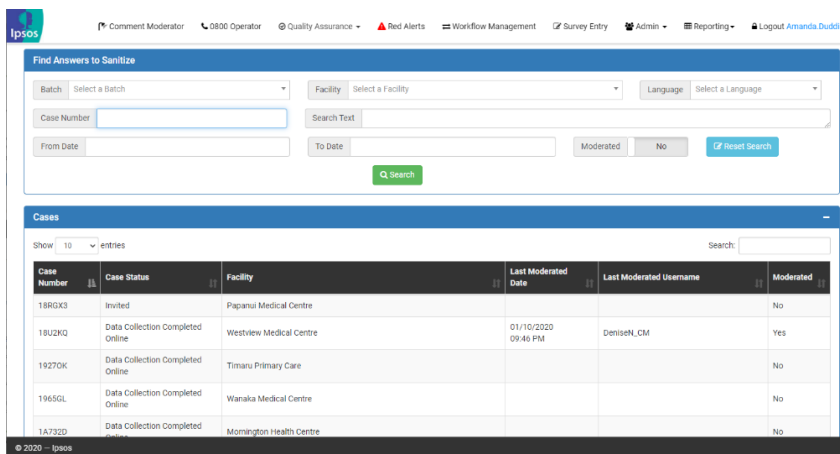 Ipsos
Comment Moderator 0800 Operator Quality Assurance Red Alerts Workflow Management Survey Entry Admin Reporting Logout Amanda Duddi
Find Answers to Sanitize
Batch Select a Batch Facility Select a Facility Language Select a Language
Case Number Search Text
From Date To Date Moderated No Reset Search
Search
Cases
Show 10 entries Search:
Case Number Case Status Facility Last Moderated Date Last Moderated Username Moderated
18RGX3 Invited Papanui Medical Centre No
18U2KQ Data Collection Completed Online Westview Medical Centre 01/10/2020 09:46 PM DeniseN_CM Yes
1927OK Data Collection Completed Online Timaru Primary Care No
1965GL Data Collection Completed Online Wanaka Medical Centre No
1A732D Data Collection Completed Online Mornington Health Centre No
© 2020 – Ipsos